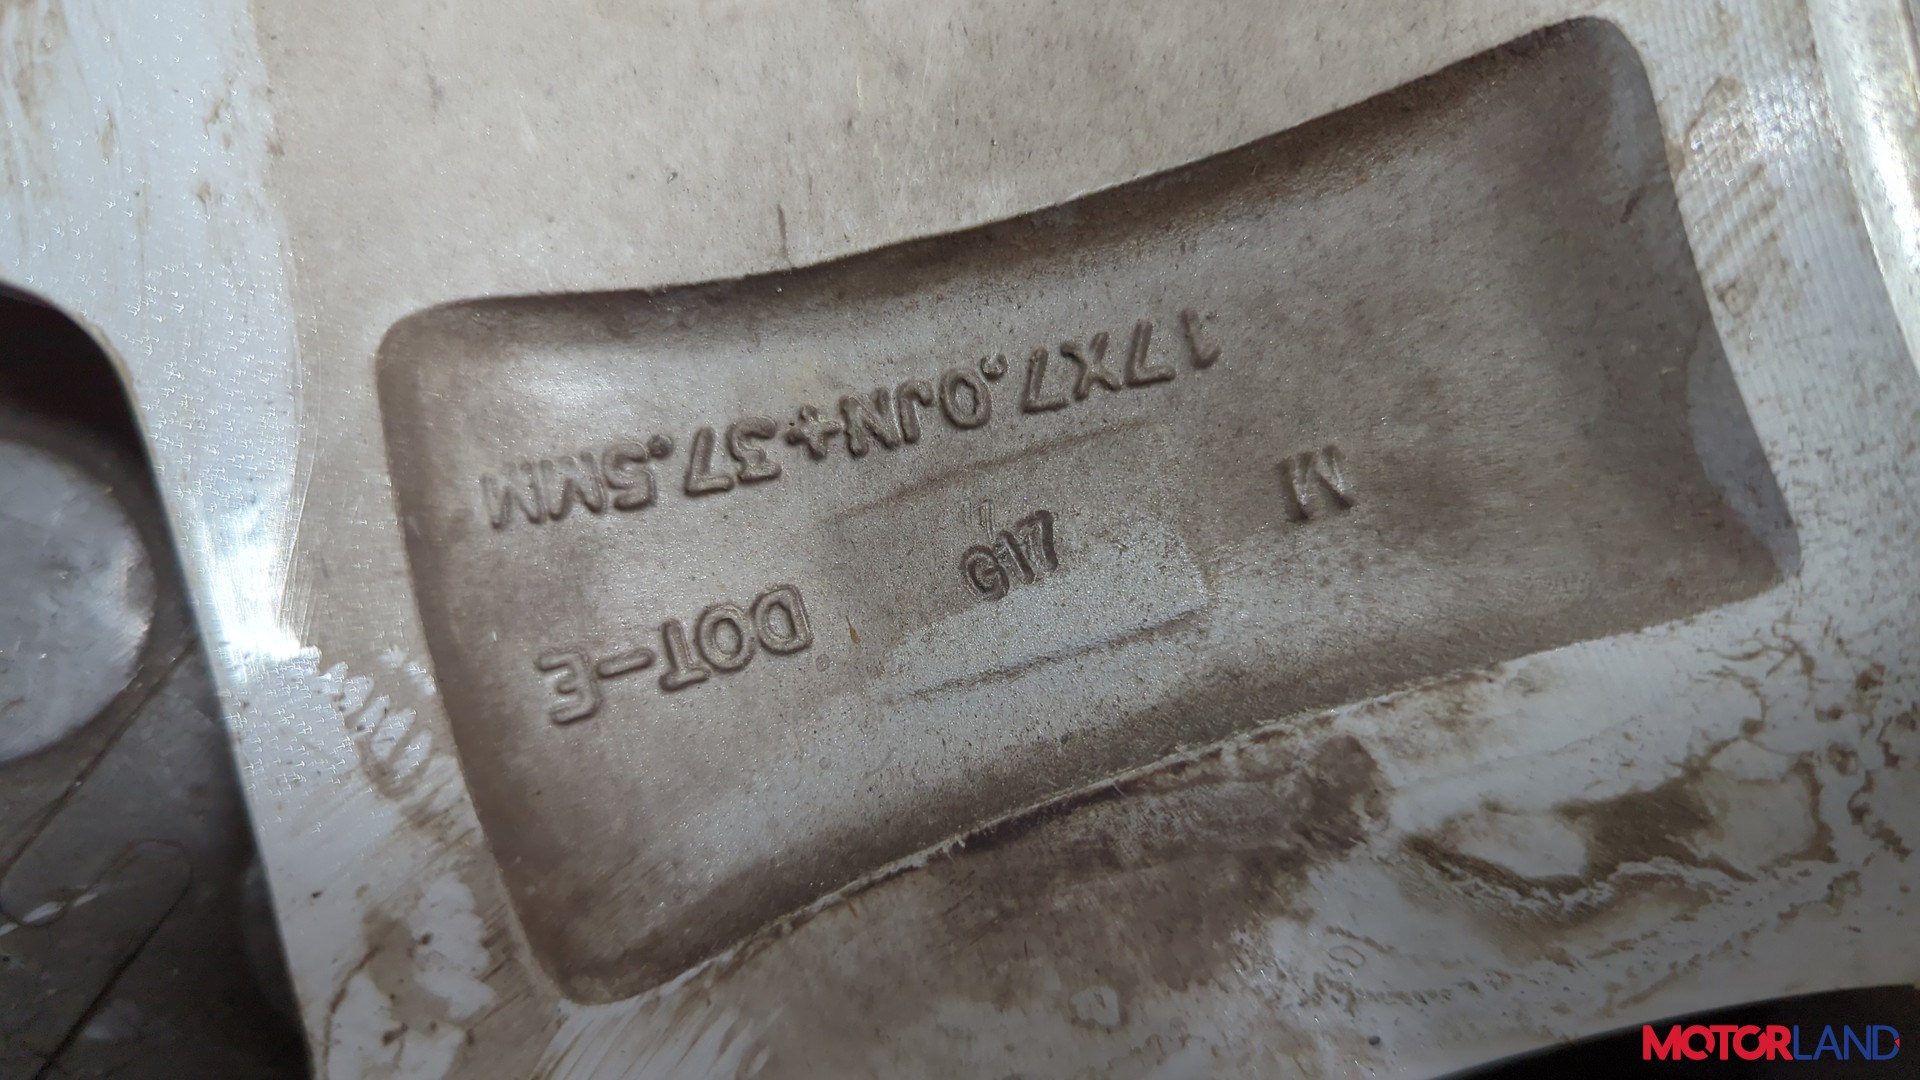 M G17 DOT-E
17X7.0JN+37.5MM
MOTORLAND